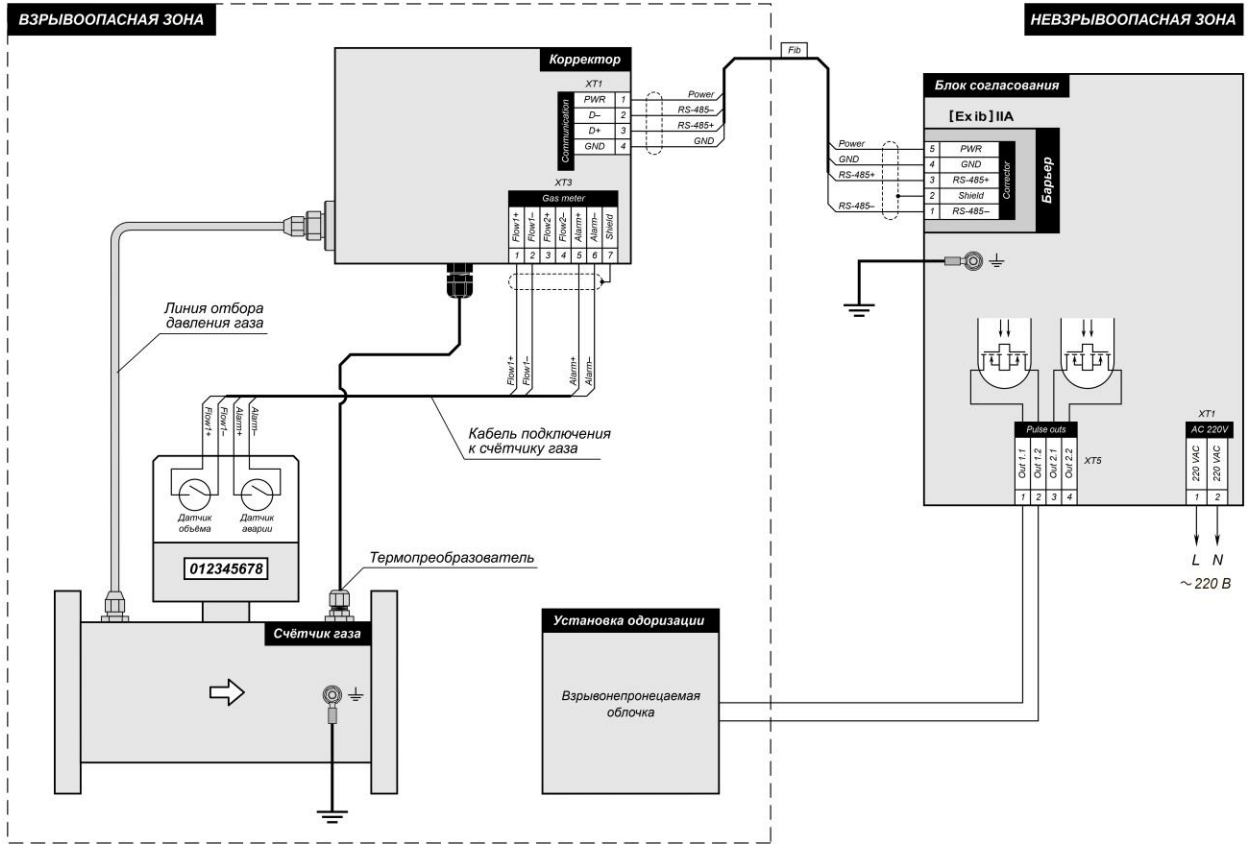 ВЗРЫВООПАСНАЯ ЗОНА
НЕВЗРЫВООПАСНАЯ ЗОНА
Fib
Корректор
XT1
Communication
PWR 1
D– 2
D+ 3
GND 4
Power
RS-485–
RS-485+
GND
XT3
Gas meter
Flow1+
Flow1–
Flow2+
Flow2–
Alarm+
Alarm–
Shield
1 2 3 4 5 6 7
Flow1+
Flow1–
Alarm+
Alarm–
Блок согласования
[Ex ib] IIA
Power
GND
RS-485+
RS-485–
5 PWR
4 GND
3 RS-485+
2 Shield
1 RS-485–
Corrector
Барьер
Линия отбора
давления газа
Flow1+
Flow1–
Alarm+
Alarm–
Кабель подключения
к счётчику газа
Датчик
объёма
Датчик
аварии
012345678
Термопреобразователь
Счётчик газа
Pulse outs
Out 1.1
Out 1.2
Out 2.1
Out 2.2
1 2 3 4
XT5
XT1
AC 220V
220 VAC
220 VAC
1 2
L N
~ 220 В
Установка одоризации
Взрывонепронецаемая
облочка